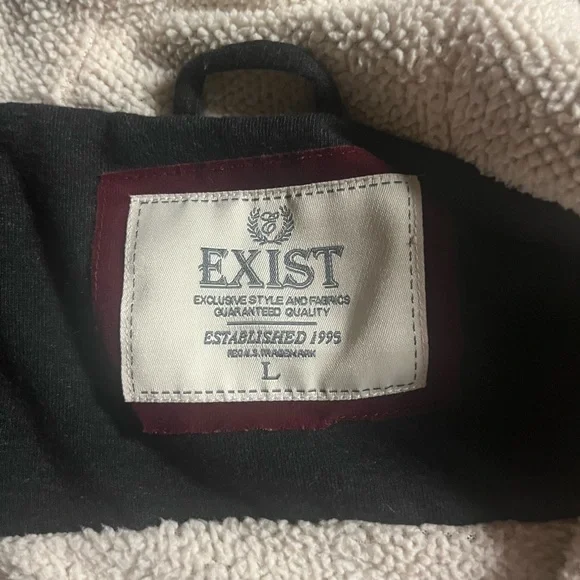 E
EXIST
EXCLUSIVE STYLE AND FABRICS
GUARANTEED QUALITY
ESTABLISHED 1995
REG U.S. TRADEMARK
L